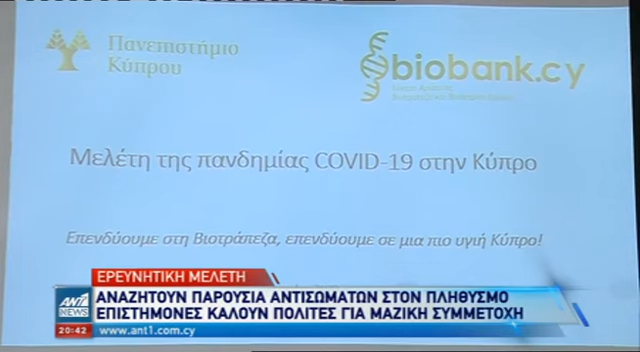 Πανεπιστήμιο
Κύπρου
biobank.cy
Μελέτη της πανδημίας COVID-19 στην Κύπρο
Επενδύουμε στη Βιοτράπεζα, επενδύουμε σε μια πιο υγιή Κύπρο!
ΕΡΕΥΝΗΤΙΚΗ ΜΕΛΕΤΗ
ΑΝΑΖΗΤΟΥΝ ΠΑΡΟΥΣΙΑ ΑΝΤΙΣΩΜΑΤΩΝ ΣΤΟΝ ΠΛΗΘΥΣΜΟ
ΕΠΙΣΤΗΜΟΝΕΣ ΚΑΛΟΥΝ ΠΟΛΙΤΕΣ ΓΙΑ ΜΑΖΙΚΗ ΣΥΜΜΕΤΟΧΗ
ANT1
NEWS
20:42
www.ant1.com.cy